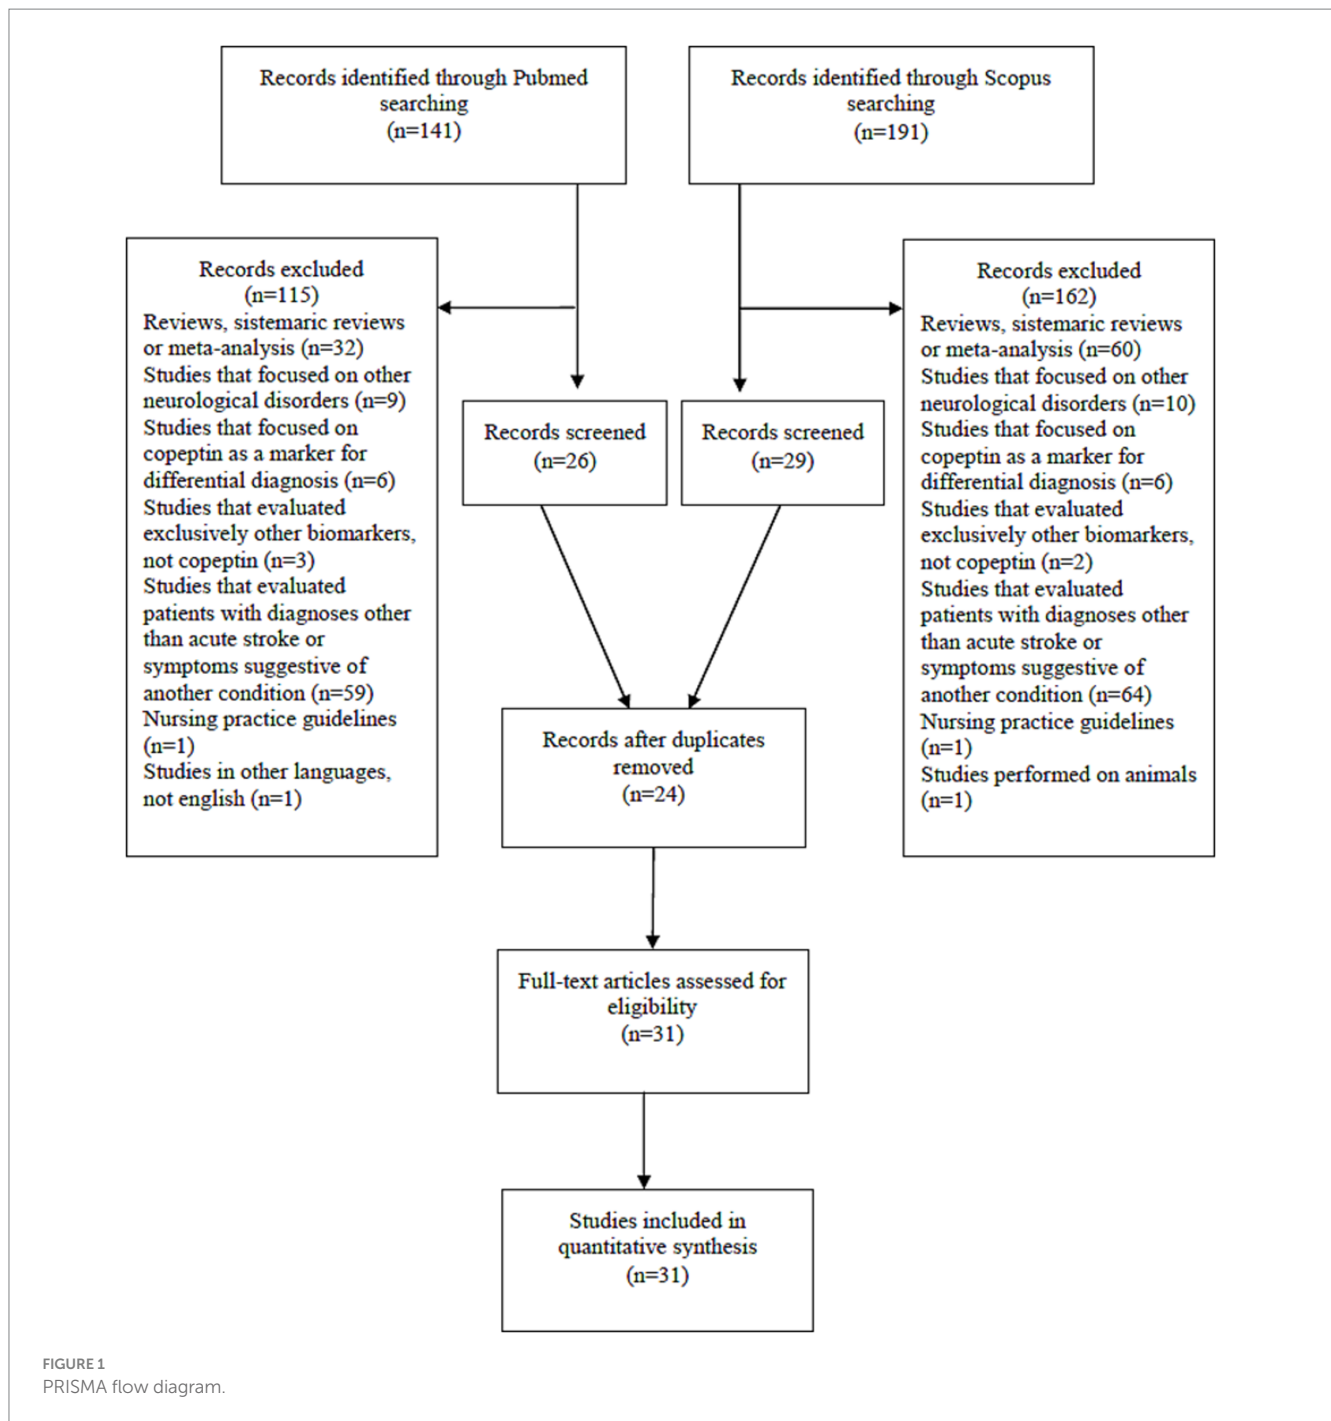 Records identified through Pubmed
searching
(n=141)
Records identified through Scopus
searching
(n=191)
Records excluded
(n=115)
Reviews, sistemaric reviews
or meta-analysis (n=32)
Studies that focused on other
neurological disorders (n=9)
Studies that focused on
copeptin as a marker for
differential diagnosis (n=6)
Studies that evaluated
exclusively other biomarkers,
not copeptin (n=3)
Studies that evaluated
patients with diagnoses other
than acute stroke or
symptoms suggestive of
another condition (n=59)
Nursing practice guidelines
(n=1)
Studies in other languages,
not english (n=1)
Records excluded
(n=162)
Reviews, sistemaric reviews
or meta-analysis (n=60)
Studies that focused on other
neurological disorders (n=10)
Studies that focused on
copeptin as a marker for
differential diagnosis (n=6)
Studies that evaluated
exclusively other biomarkers,
not copeptin (n=2)
Studies that evaluated
patients with diagnoses other
than acute stroke or
symptoms suggestive of
another condition (n=64)
Nursing practice guidelines
(n=1)
Studies performed on animals
(n=1)
Records screened
(n=26)
Records screened
(n=29)
Records after duplicates
removed
(n=24)
Full-text articles assessed for
eligibility
(n=31)
Studies included in
quantitative synthesis
(n=31)
FIGURE 1
PRISMA flow diagram.